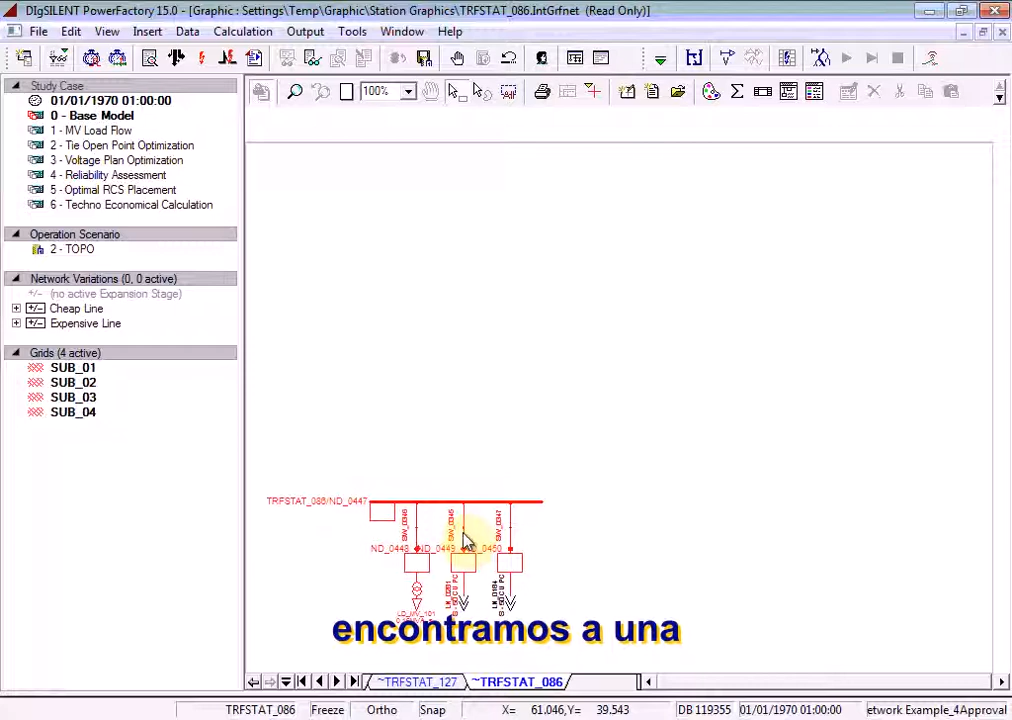 DIgSILENT PowerFactory 15.0 - [Graphic : Settings\Temp\Graphic\Station Graphics\TRFSTAT_086.IntGrfnet (Read Only)]
File Edit View Insert Data Calculation Output Tools Window Help
100%
Study Case
01/01/1970 01:00:00
0 - Base Model
1 - MV Load Flow
2 - Tie Open Point Optimization
3 - Voltage Plan Optimization
4 - Reliability Assessment
5 - Optimal RCS Placement
6 - Techno Economical Calculation
Operation Scenario
2 - TOPO
Network Variations (0, 0 active)
(no active Expansion Stage)
Cheap Line
Expensive Line
Grids (4 active)
SUB_01
SUB_02
SUB_03
SUB_04
TRFSTAT_086/ND_0447
SW_0346
SW_0345
SW_0347
ND_0448
ND_0449
LD_MV_101
encontramos a una
~TRFSTAT_127 ~TRFSTAT_086
TRFSTAT_086 Freeze Ortho Snap X= 61.046,Y= 39.543 DB 119355 01/01/1970 01:00:00 etwork Example_4Approval